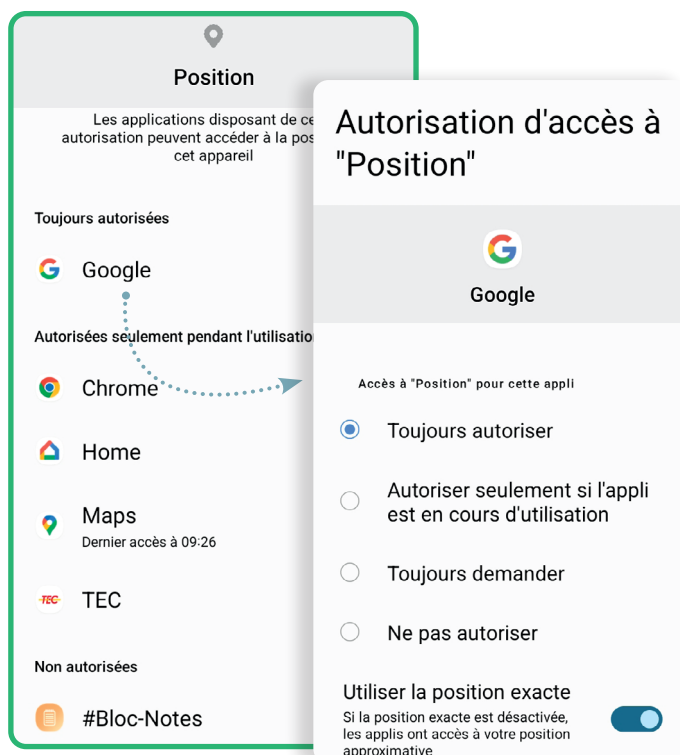 Position
Les applications disposant de ce
autorisation peuvent accéder à la pos
cet appareil
Toujours autorisées
Google
Autorisées seulement pendant l'utilisatio
Chrome
Home
Maps
Dernier accès à 09:26
TEC
TEC
Non autorisées
#Bloc-Notes
Autorisation d'accès à
"Position"
Google
Accès à "Position" pour cette appli
Toujours autoriser
Autoriser seulement si l'appli
est en cours d'utilisation
Toujours demander
Ne pas autoriser
Utiliser la position exacte
Si la position exacte est désactivée,
les applis ont accès à votre position
approximative